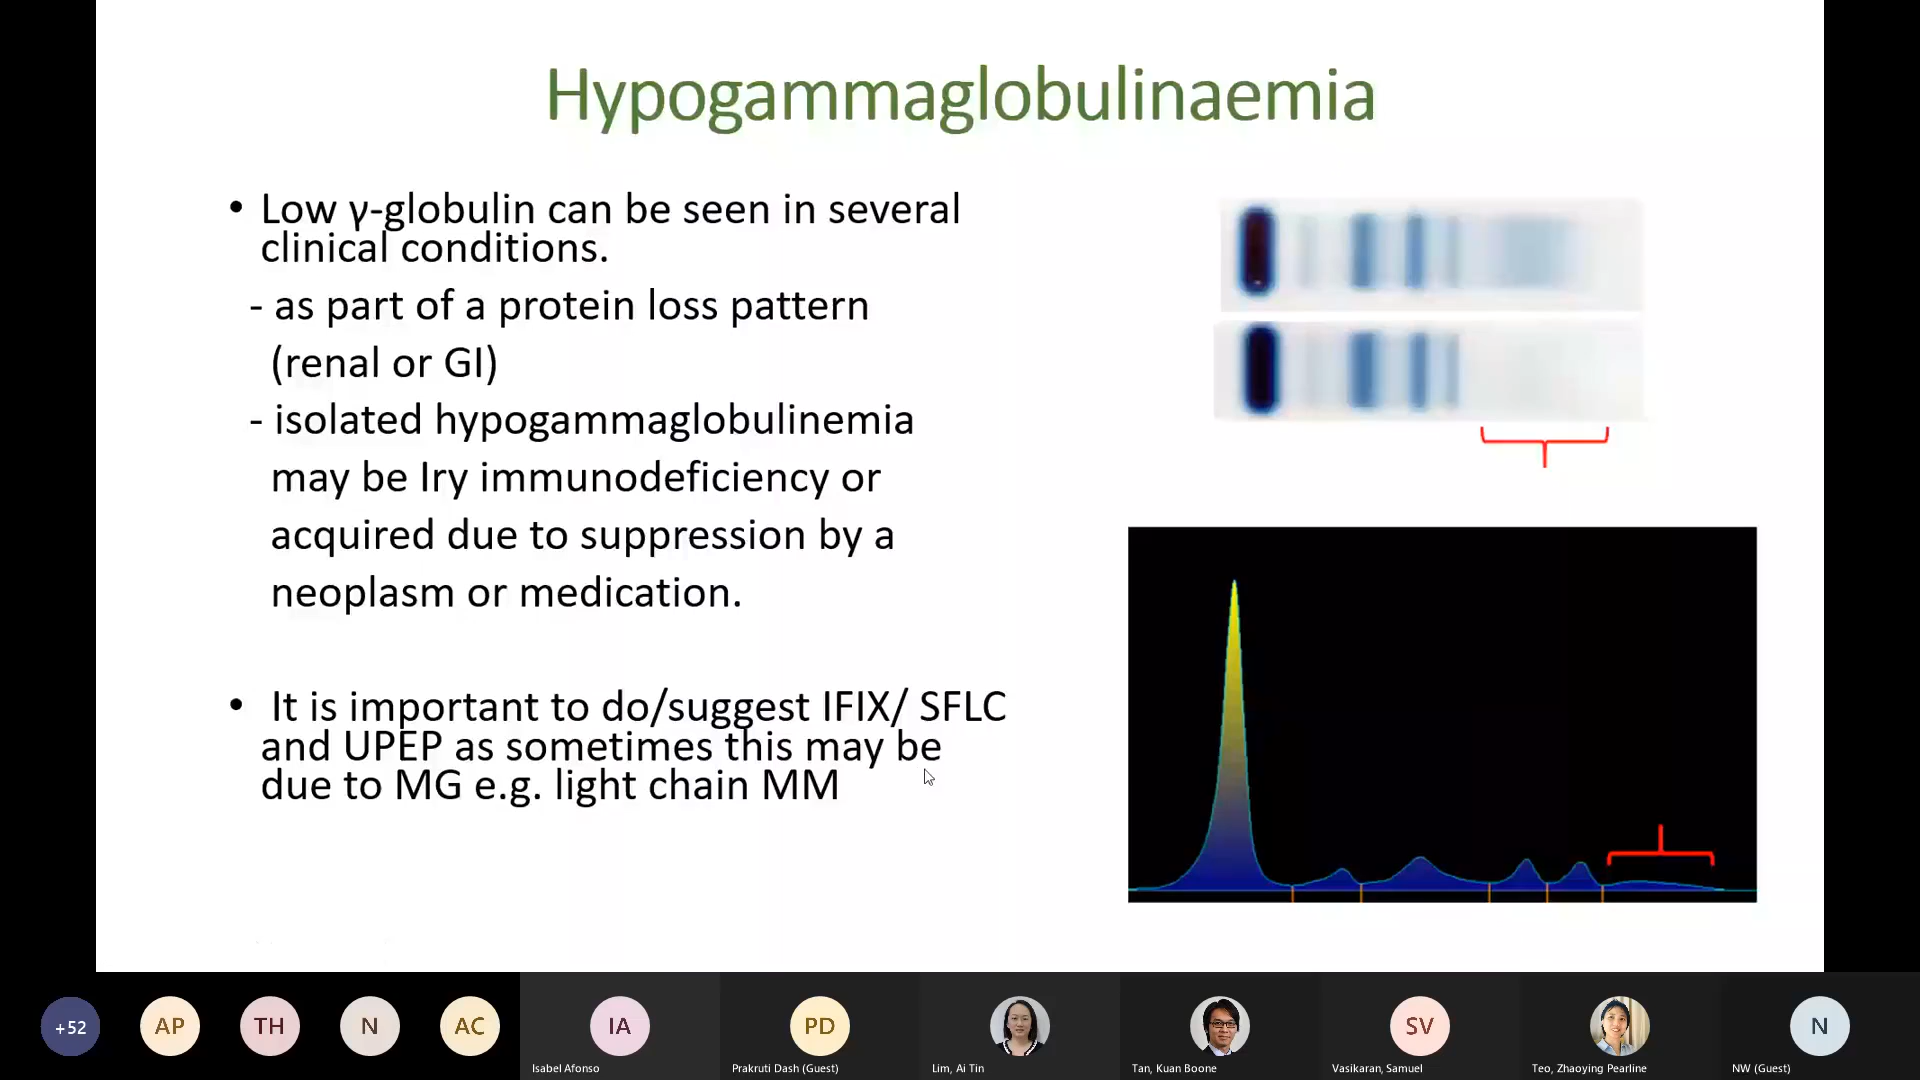 Hypogammaglobulinaemia
• Low γ-globulin can be seen in several
clinical conditions.
- as part of a protein loss pattern
(renal or GI)
- isolated hypogammaglobulinemia
may be Iry immunodeficiency or
acquired due to suppression by a
neoplasm or medication.
• It is important to do/suggest IFIX/ SFLC
and UPEP as sometimes this may be
due to MG e.g. light chain MM
+52
AP
TH
N
AC
IA
Isabel Afonso
PD
Prakruti Dash (Guest)
Lim, Ai Tin
Tan, Kuan Boone
SV
Vasikaran, Samuel
Teo, Zhaoying Pearline
N
NW (Guest)